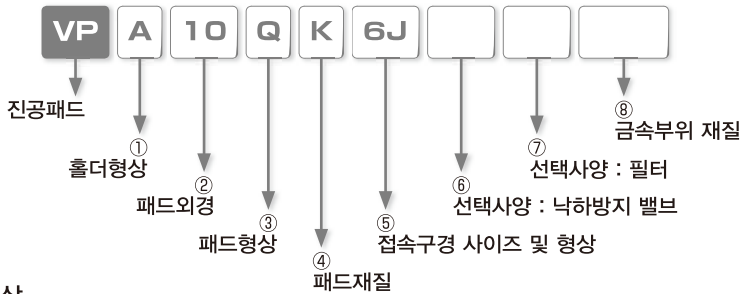 VP A 10 Q K 6J
진공패드
⑧
금속부위 재질
①
홀더형상
⑦
선택사양 : 필터
②
패드외경
⑥
선택사양 : 낙하방지 밸브
③
패드형상
⑤
접속구경 사이즈 및 형상
④
패드재질